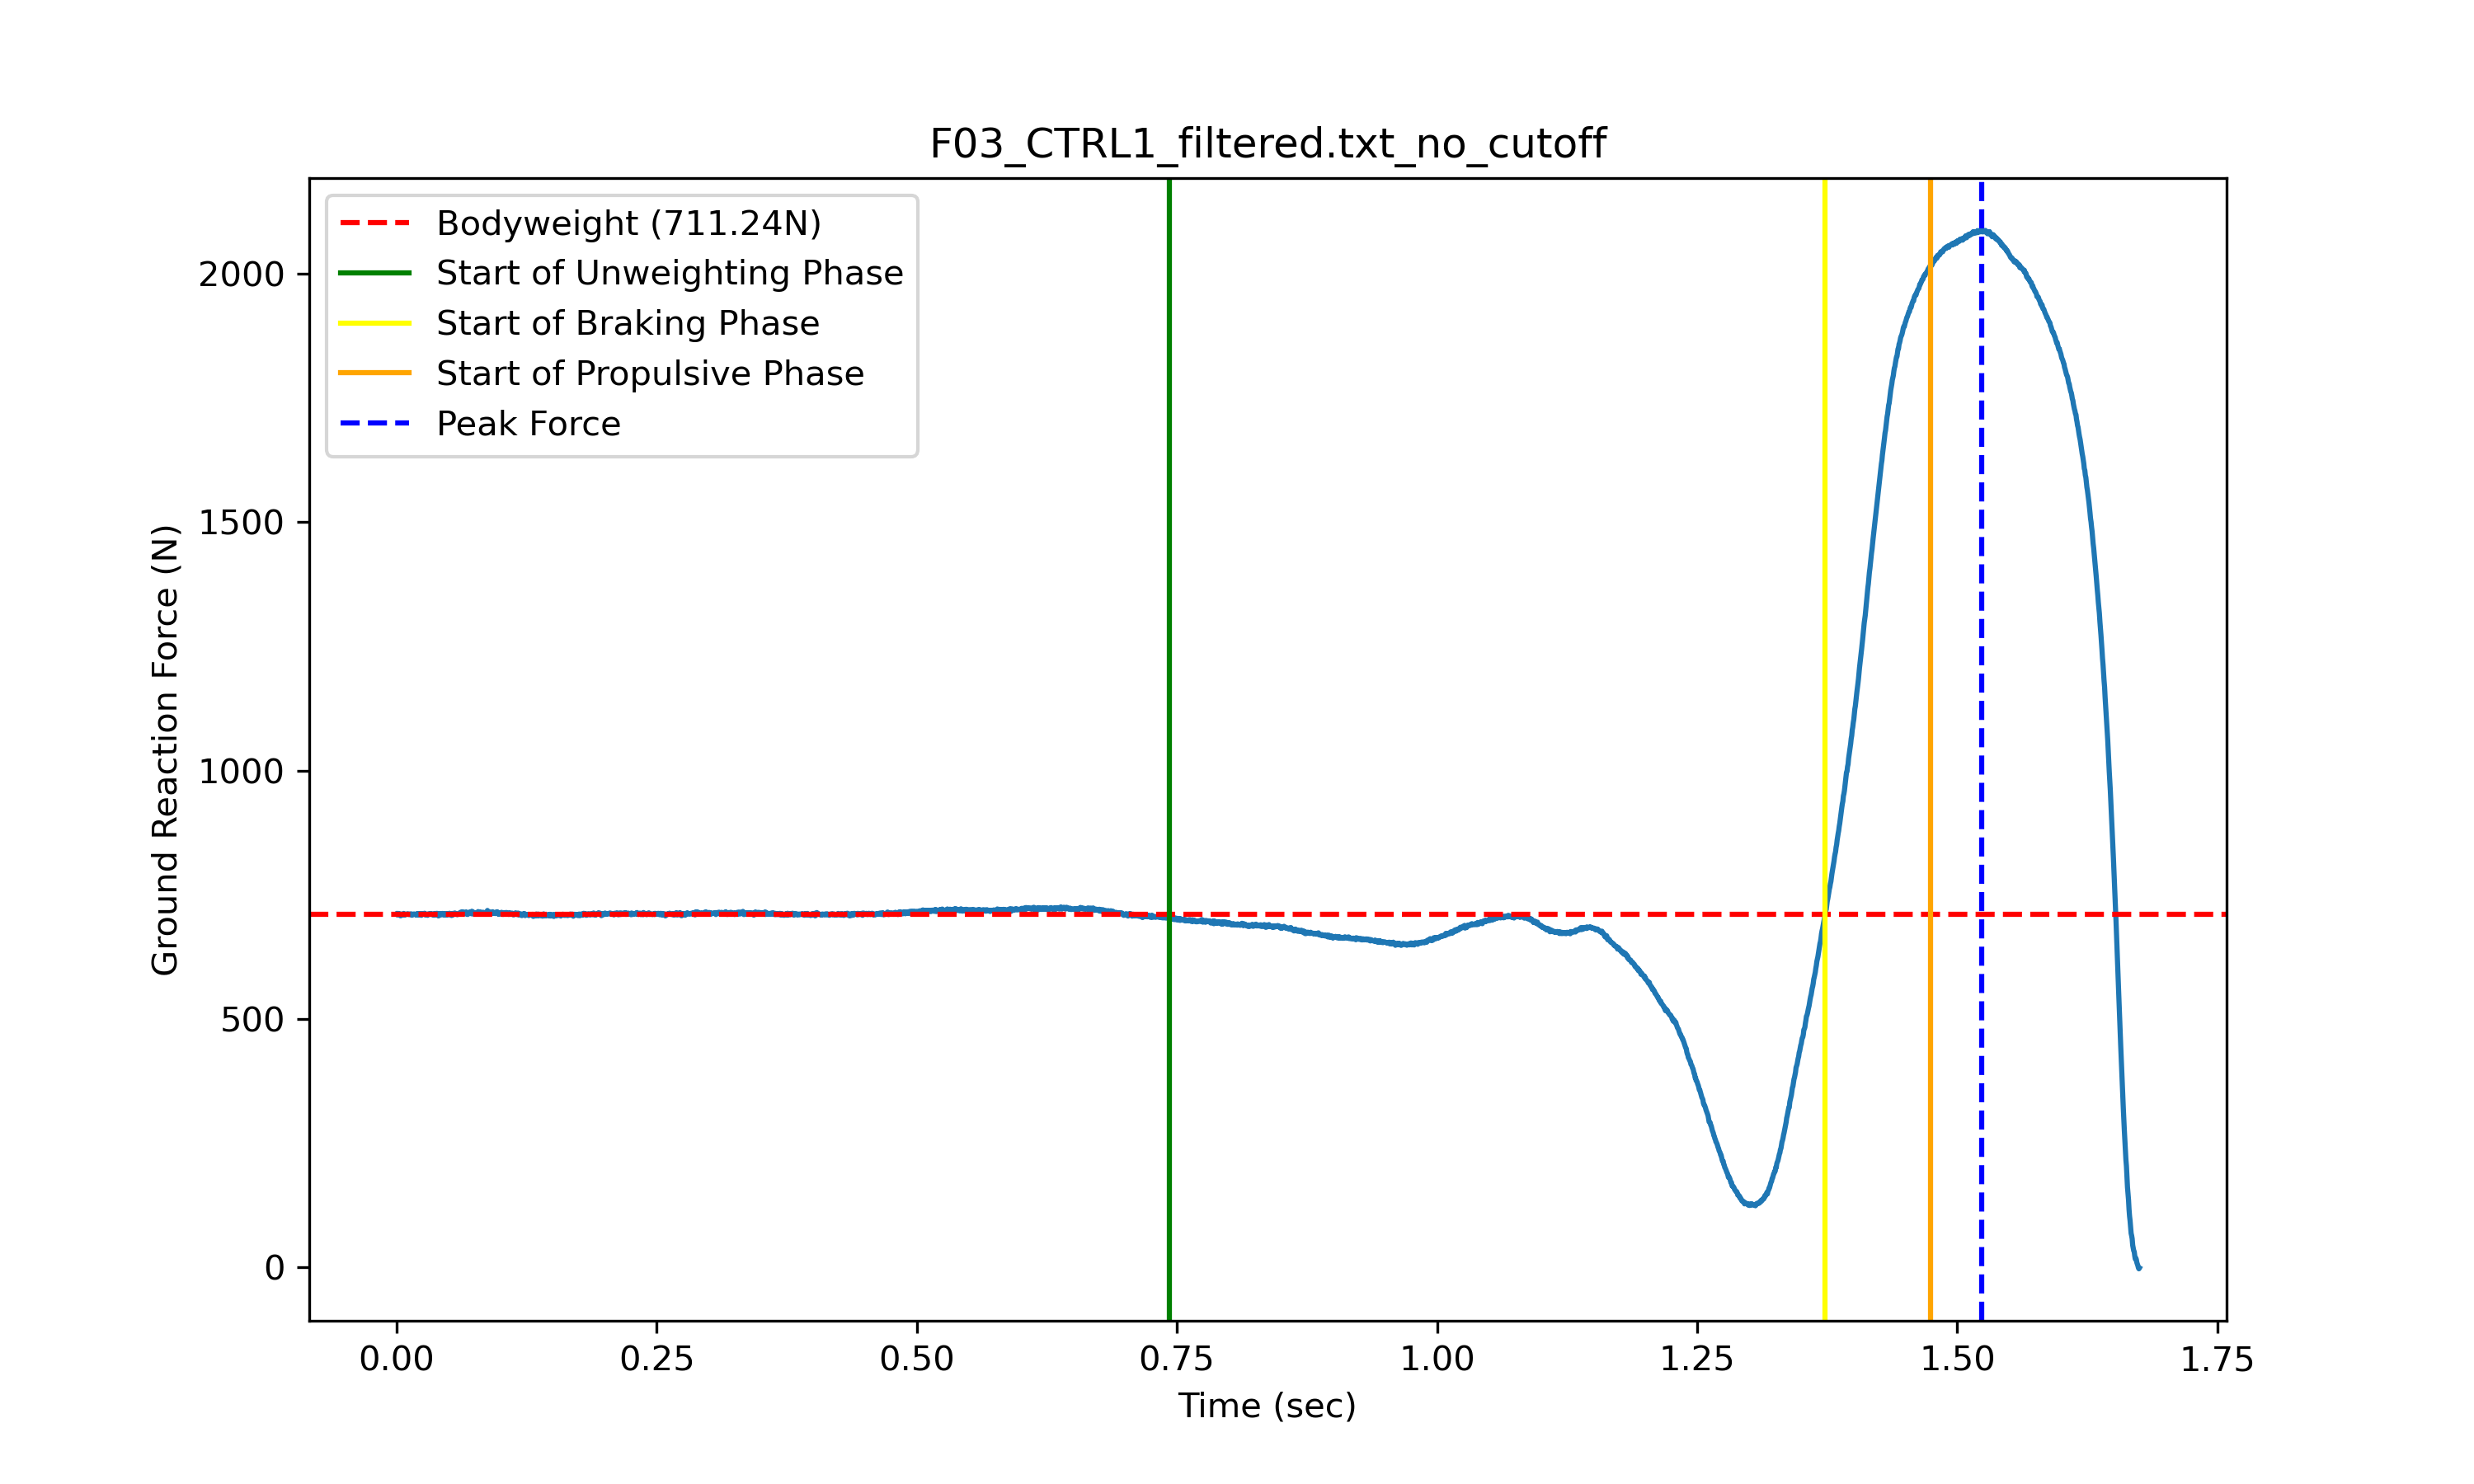 F03_CTRL1_filtered.txt_no_cutoff
Bodyweight (711.24N)
Start of Unweighting Phase
Start of Braking Phase
Start of Propulsive Phase
Peak Force
Ground Reaction Force (N)
2000
1500
1000
500
0
0.00 0.25 0.50 0.75 1.00 1.25 1.50 1.75
Time (sec)